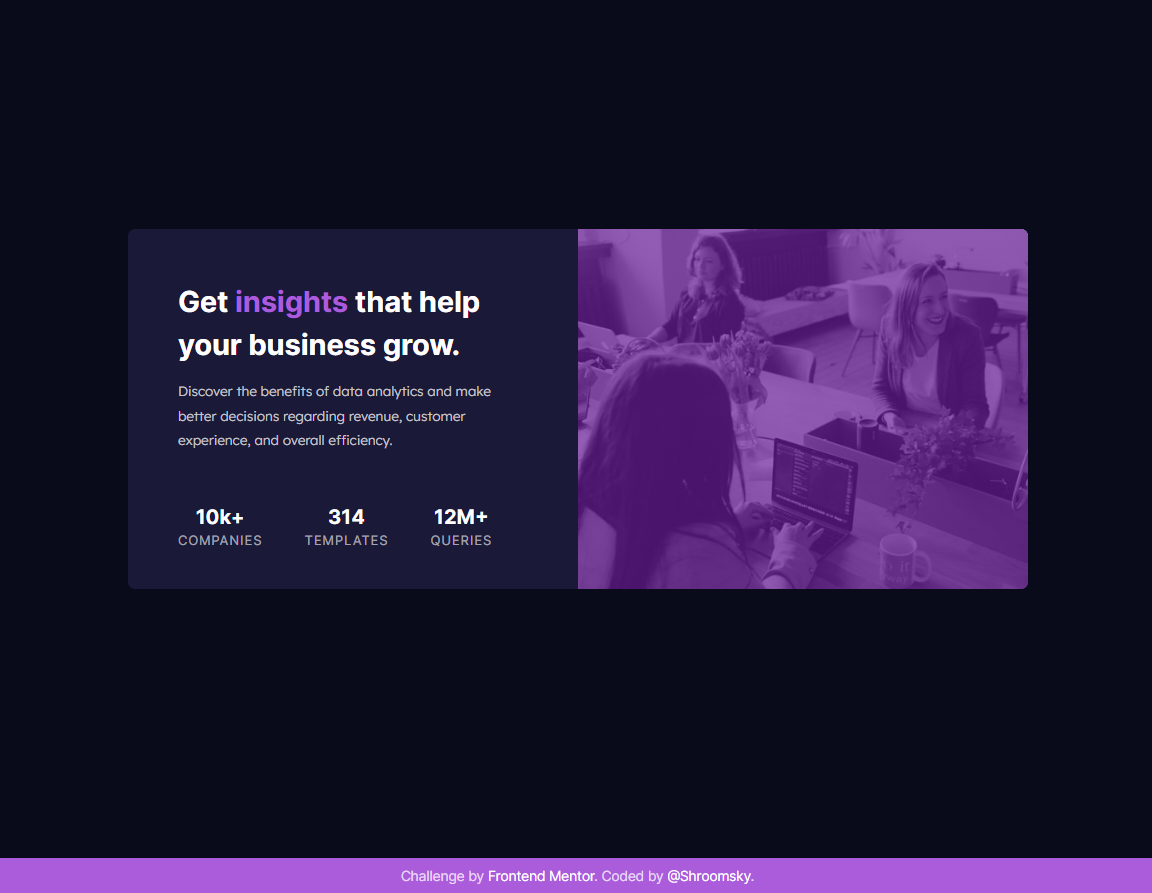 Get insights that help
your business grow.
Discover the benefits of data analytics and make
better decisions regarding revenue, customer
experience, and overall efficiency.
10k+ 314 12M+
COMPANIES TEMPLATES QUERIES
Challenge by Frontend Mentor. Coded by @Shroomsky.